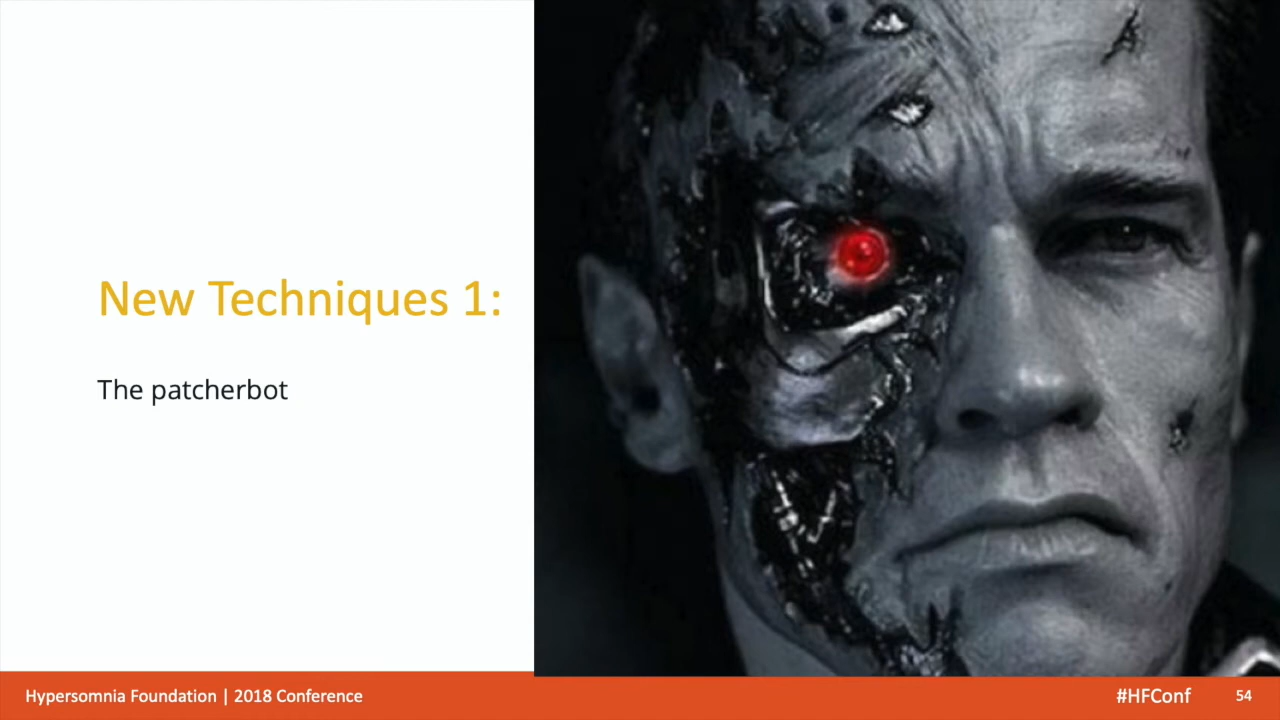 New Techniques 1:
The patcherbot
Hypersomnia Foundation | 2018 Conference
#HFConf
54